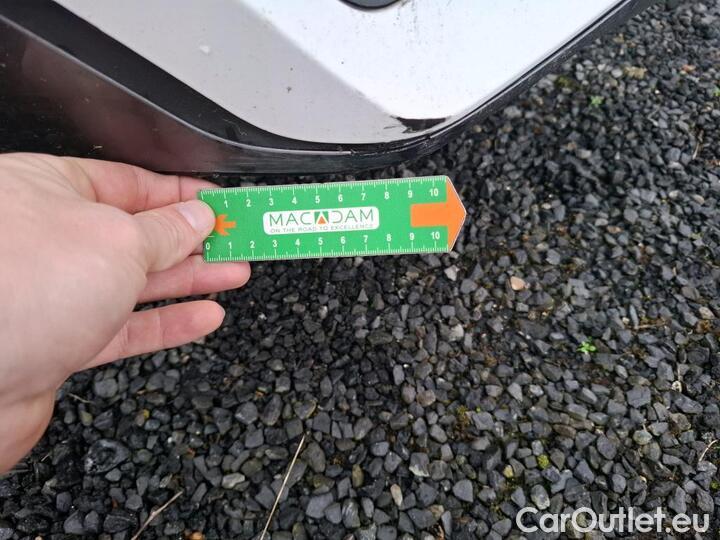 1 2 3 4 5 6 7 8 9 10
MACADAM
ON THE ROAD TO EXCELLENCE
0 1 2 3 4 5 6 7 8 9 10
CarOutlet.eu